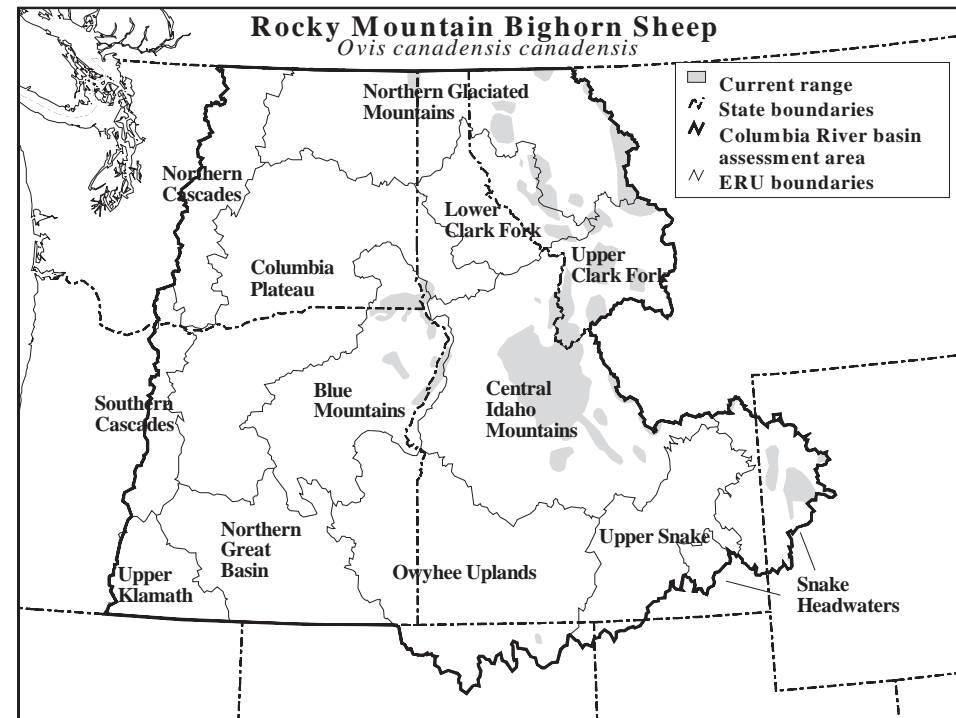 Rocky Mountain Bighorn Sheep
Ovis canadensis canadensis
Current range
State boundaries
Columbia River basin
assessment area
ERU boundaries
Northern Glaciated
Mountains
Northern
Cascades
Lower
Clark Fork
Upper
Clark Fork
Columbia
Plateau
Southern
Cascades
Blue
Mountains
Central
Idaho
Mountains
Northern
Great
Basin
Upper Snake
Upper
Klamath
Owyhee Uplands
Snake
Headwaters